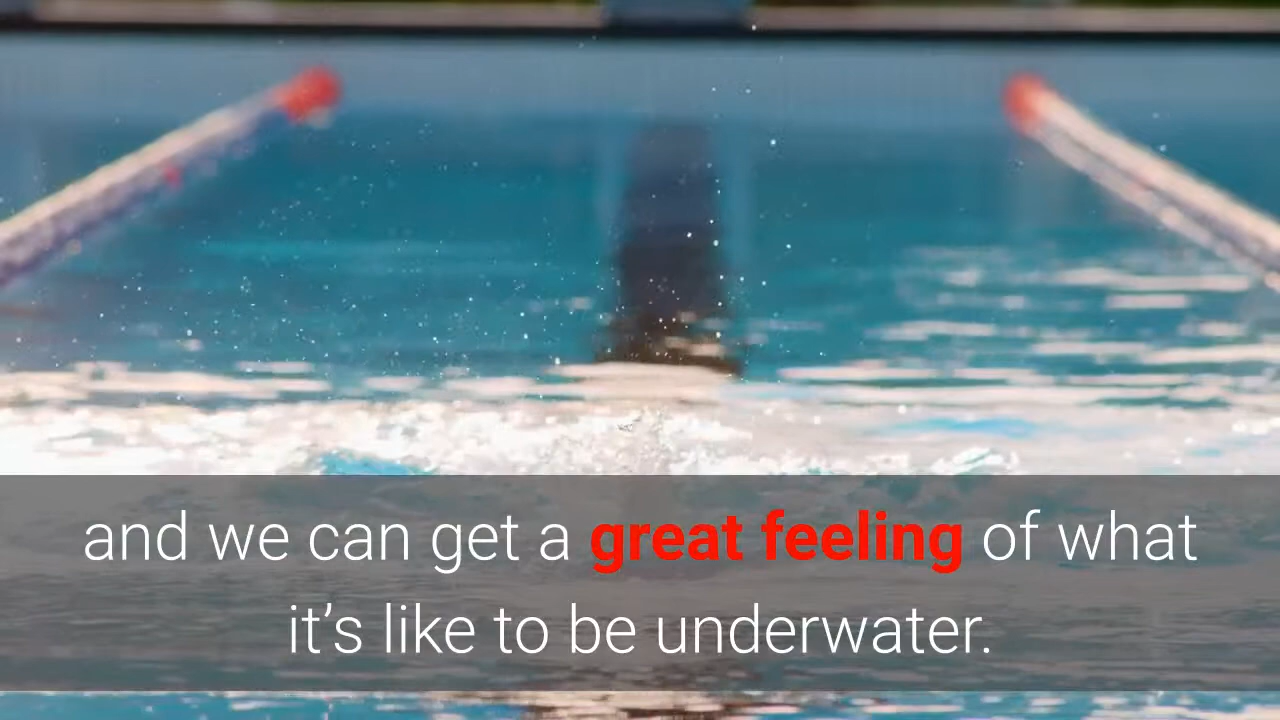 and we can get a great feeling of what
it’s like to be underwater.